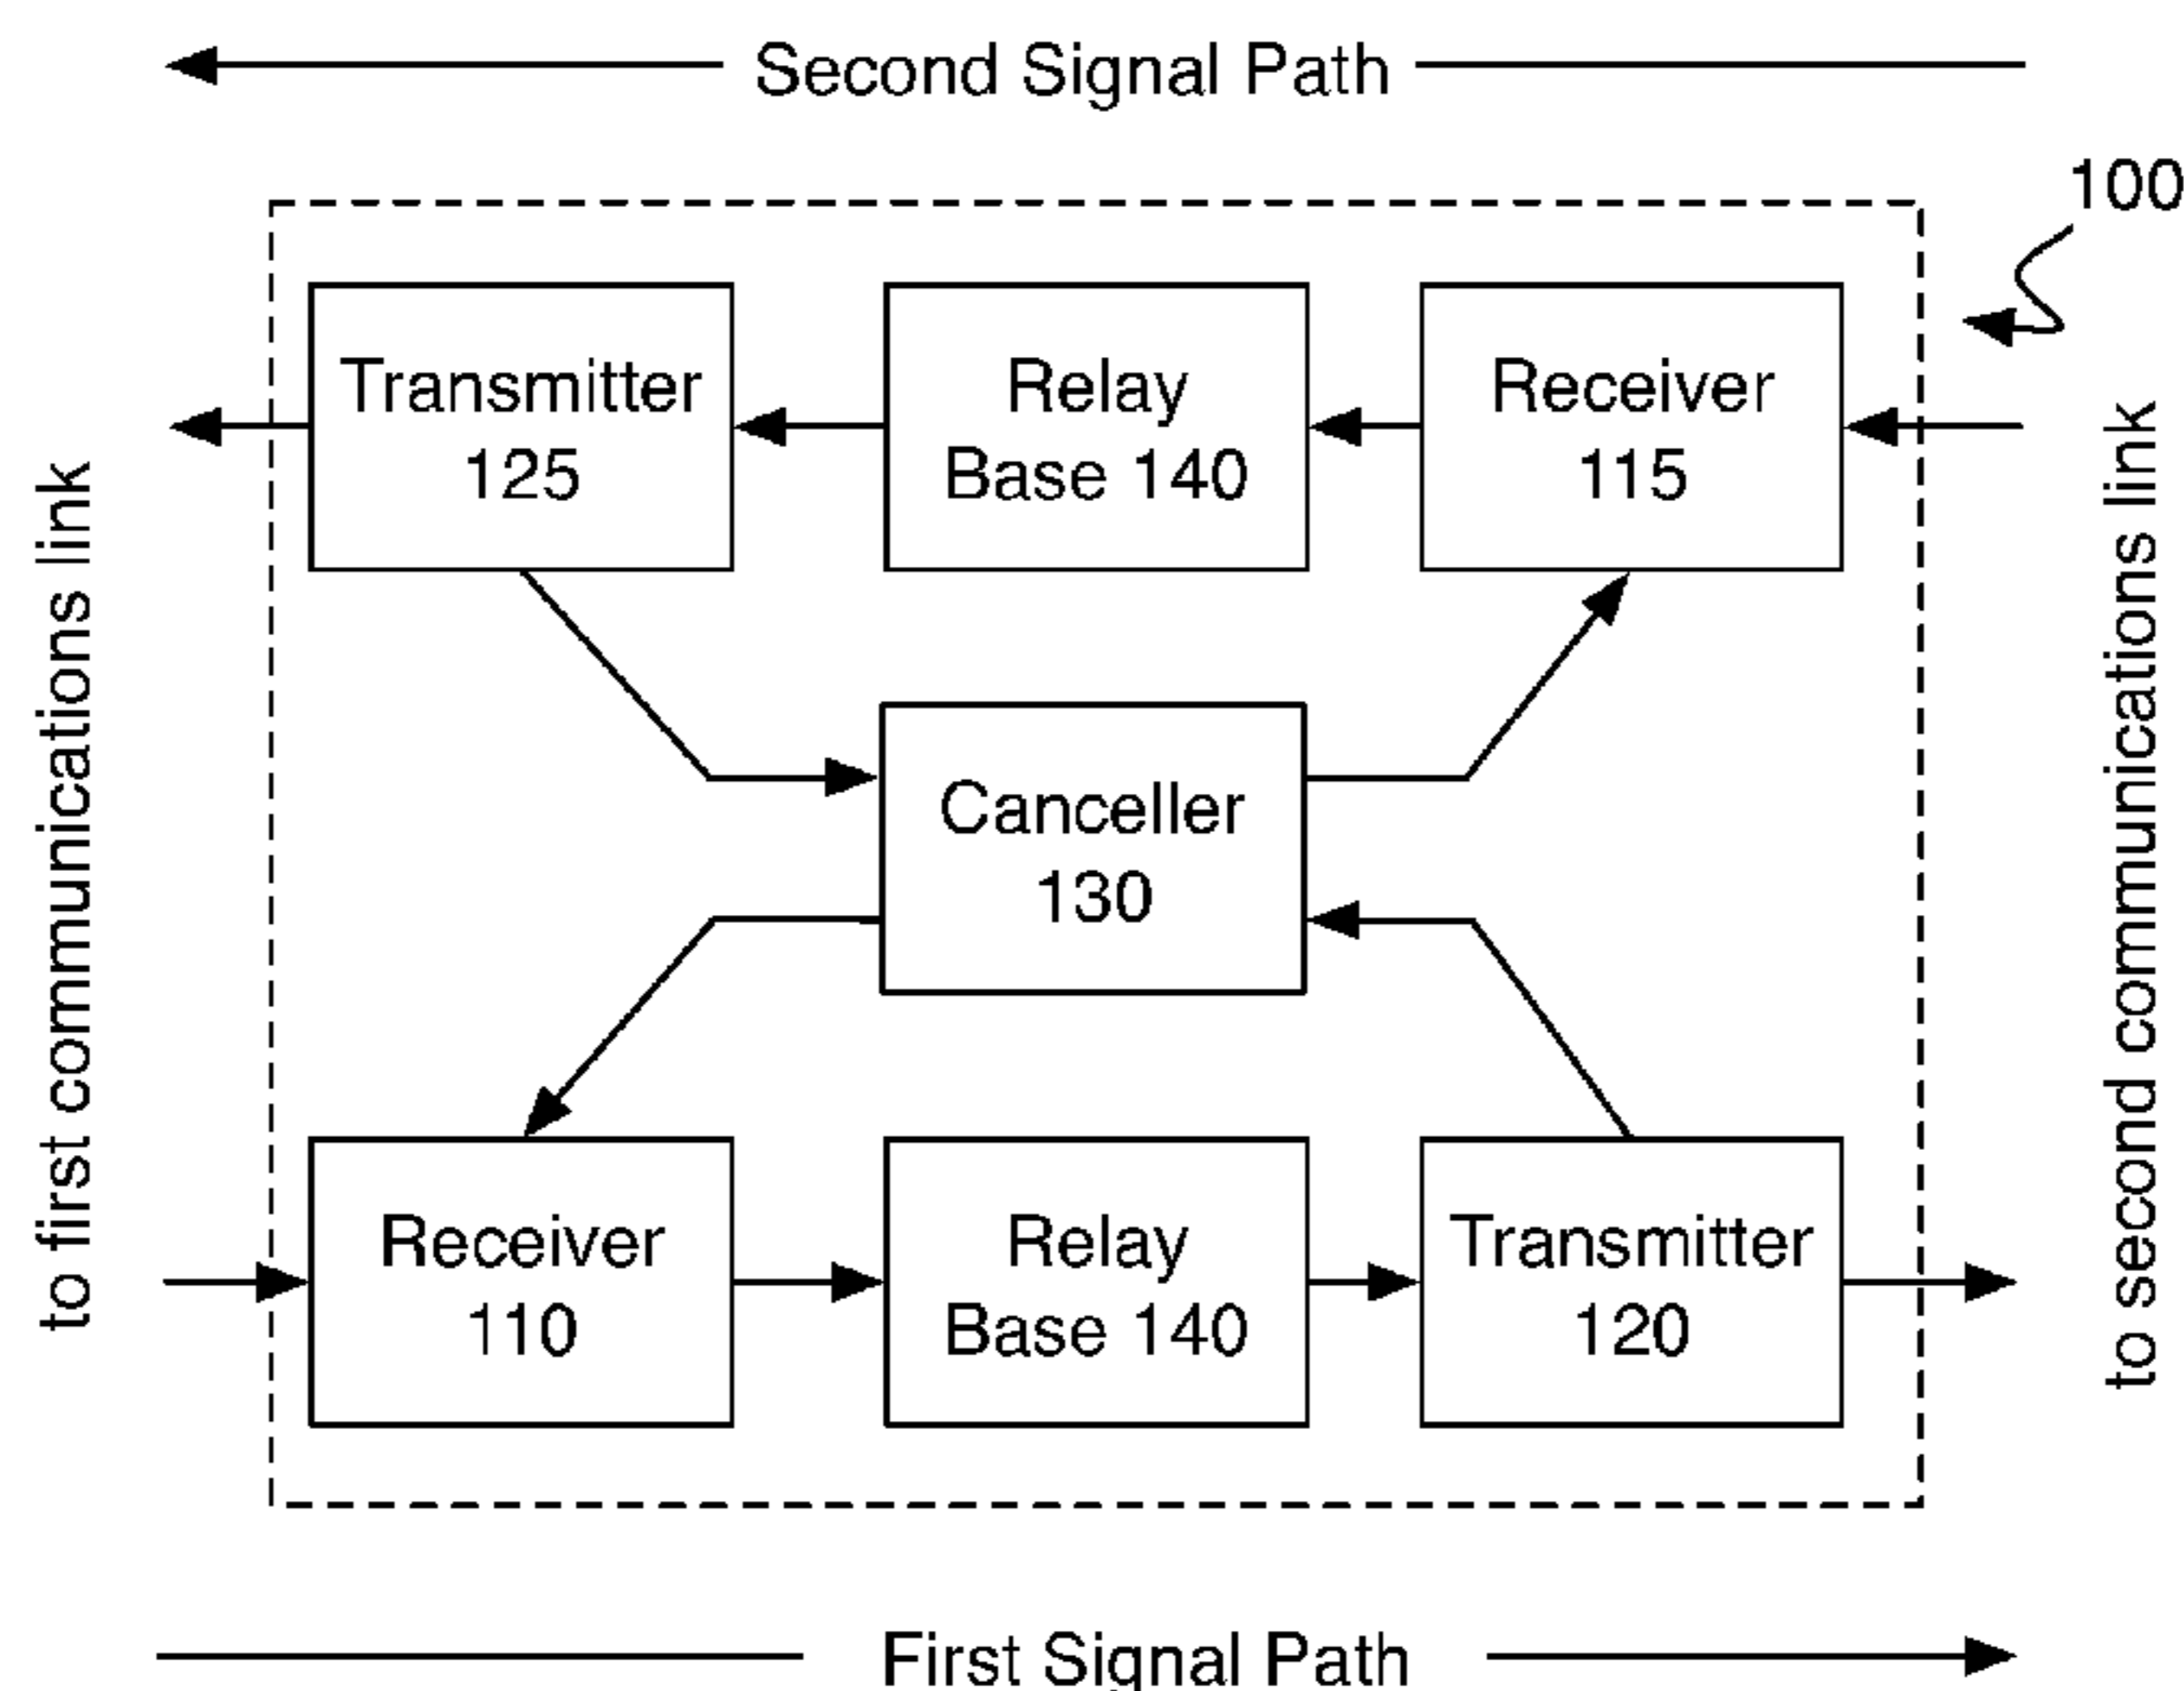 Second Signal Path
100
Transmitter
125
Relay
Base 140
Receiver
115
to first communications link
to second communications link
Canceller
130
Receiver
110
Relay
Base 140
Transmitter
120
First Signal Path